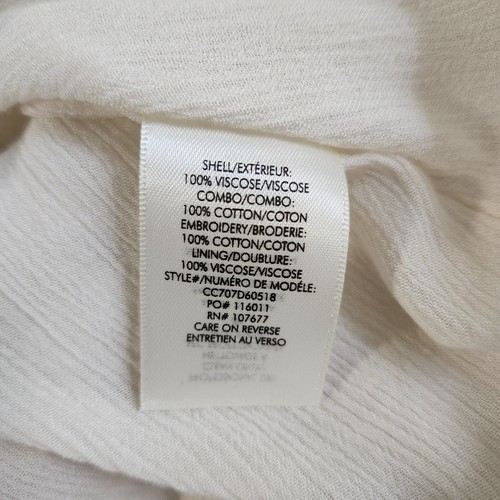 SHELL/EXTÉRIEUR:
100% VISCOSE/VISCOSE
COMBO/COMBO:
100% COTTON/COTON
EMBROIDERY/BRODERIE:
100% COTTON/COTON
LINING/DOUBLURE:
100% VISCOSE/VISCOSE
STYLE#/NUMÉRO DE MODÉLE:
CC707D60518
PO# 116011
RN# 107677
CARE ON REVERSE
ENTRETIEN AU VERSO